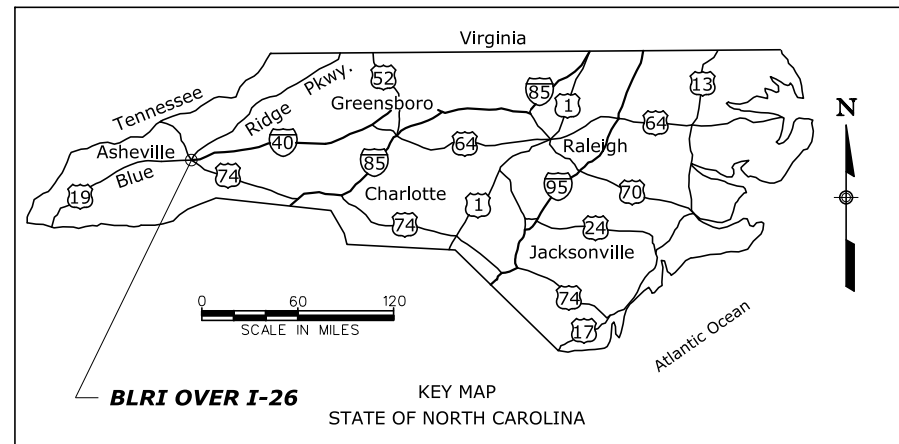 Virginia
Tennessee
Blue Ridge Pkwy.
52
Greensboro
85
1
13
64
N
Asheville
40
85
64
Raleigh
19
74
Charlotte
1
95
70
74
24
Jacksonville
74
17
0 60 120
SCALE IN MILES
Atlantic Ocean
BLRI OVER I-26
KEY MAP
STATE OF NORTH CAROLINA